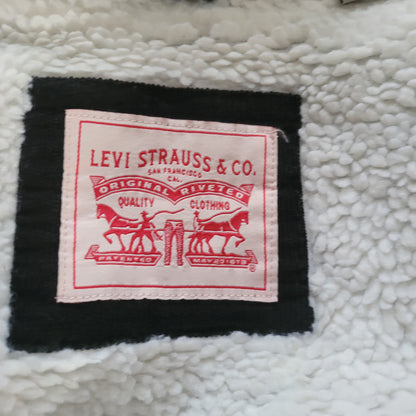 LEVI STRAUSS & CO.
SAN FRANCISCO
CAL.
ORIGINAL RIVETED
QUALITY CLOTHING
PATENTED MAY 20 1873
®